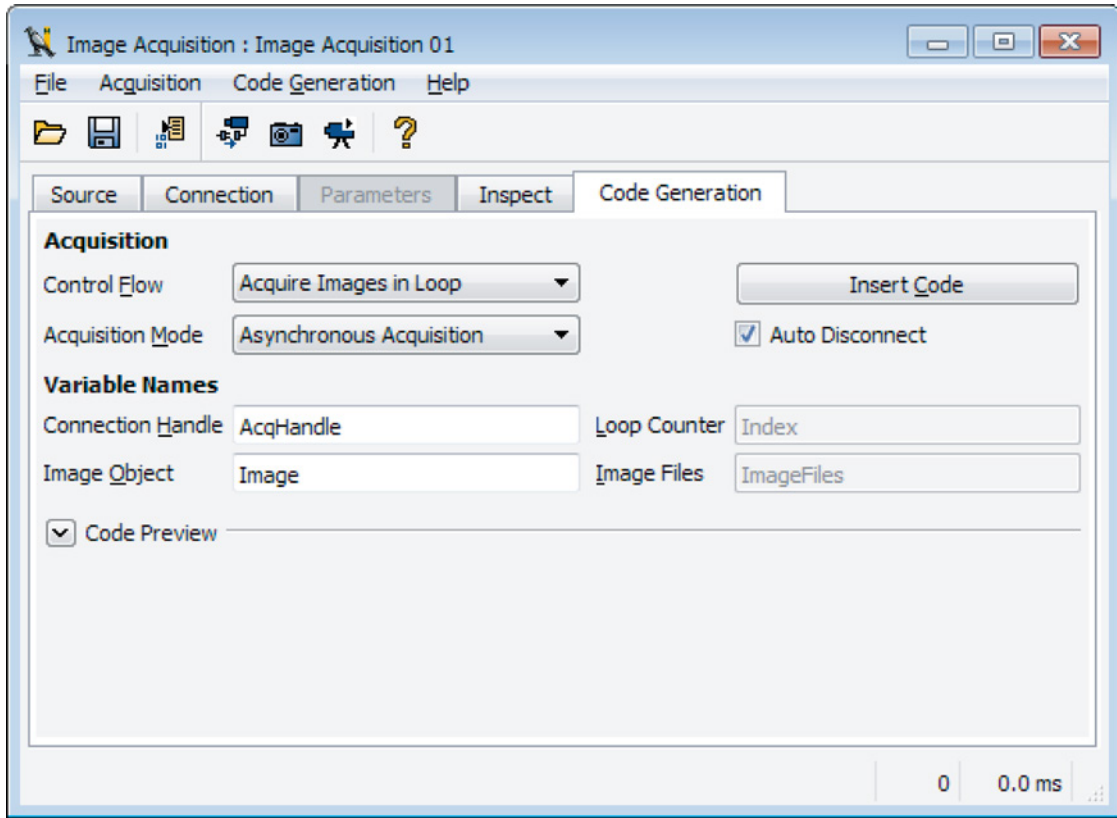 Image Acquisition : Image Acquisition 01
File Acquisition Code Generation Help
Source Connection Parameters Inspect Code Generation
Acquisition
Control Flow Acquire Images in Loop Insert Code
Acquisition Mode Asynchronous Acquisition Auto Disconnect
Variable Names
Connection Handle AcqHandle Loop Counter Index
Image Object Image Image Files ImageFiles
Code Preview
0 0.0 ms